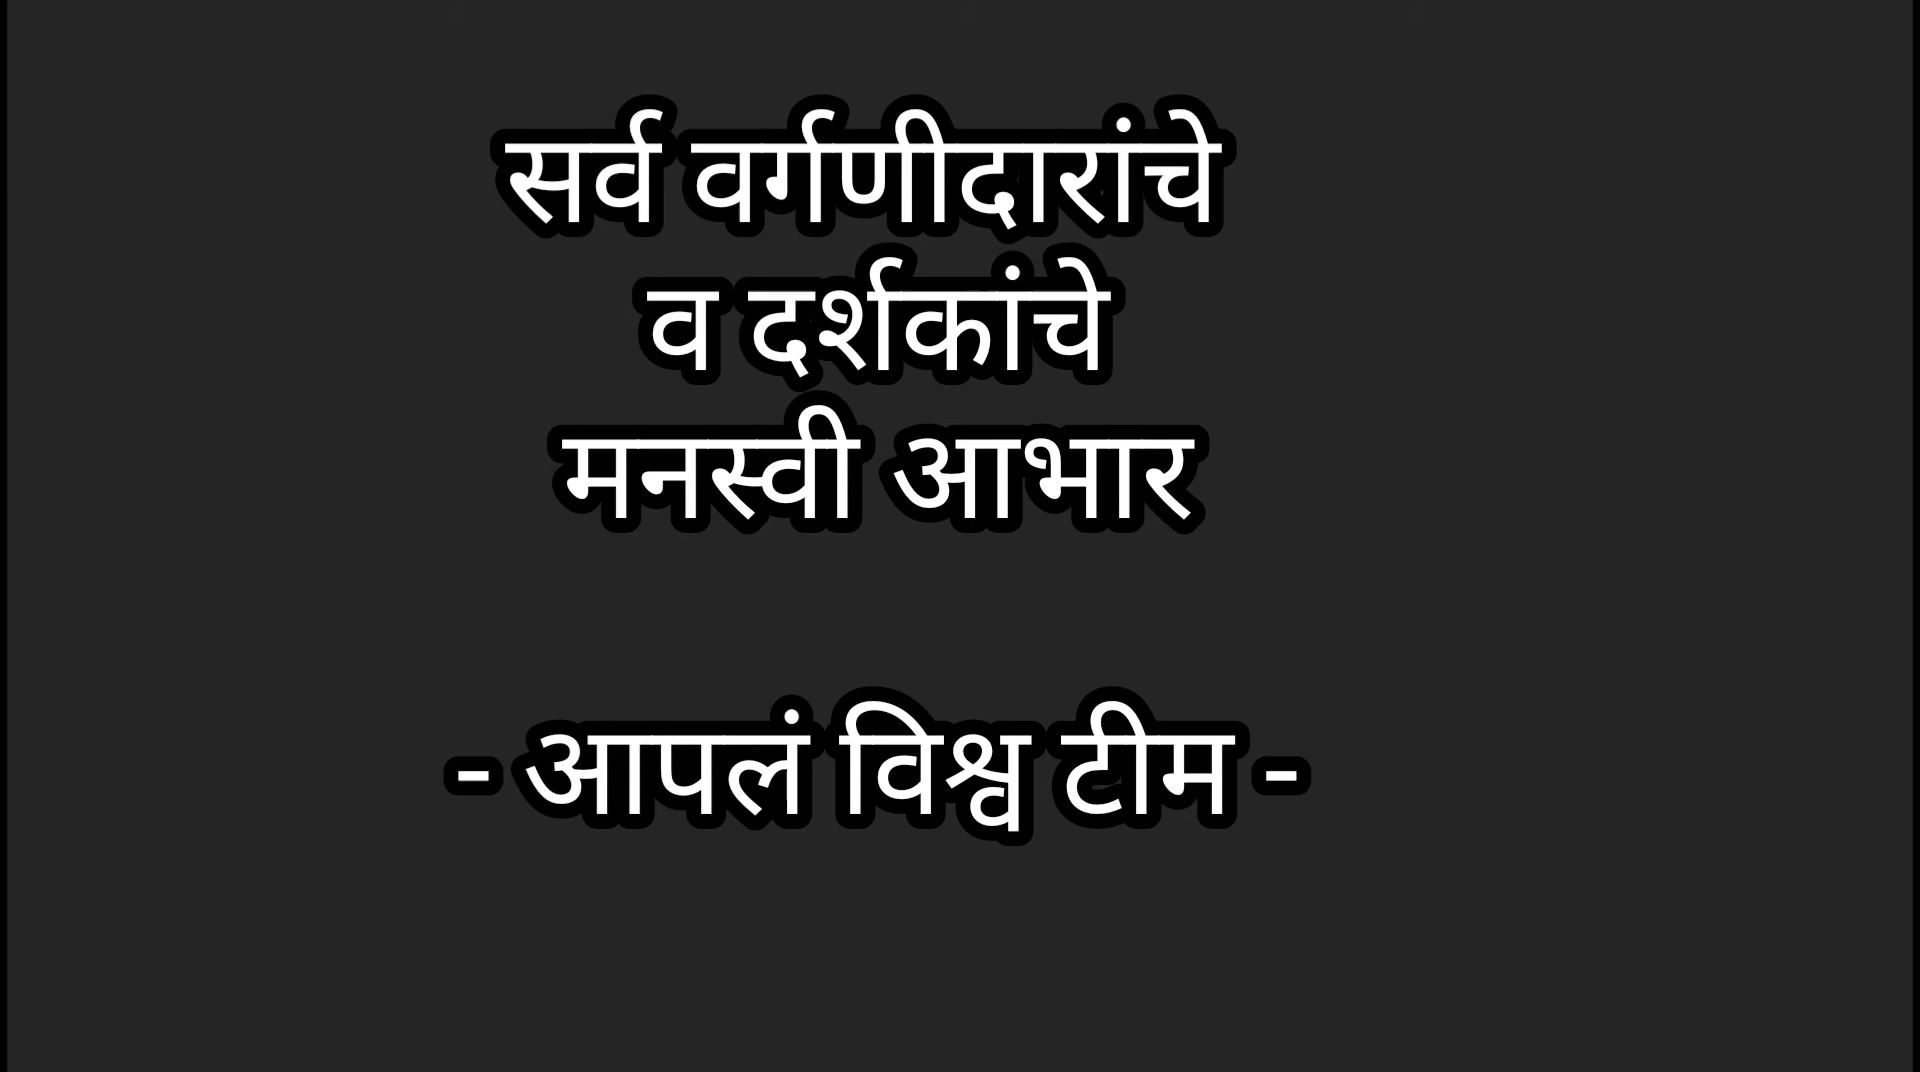 सर्व वर्गणीदारांचे
व दर्शकांचे
मनस्वी आभार
- आपलं विश्व टीम -